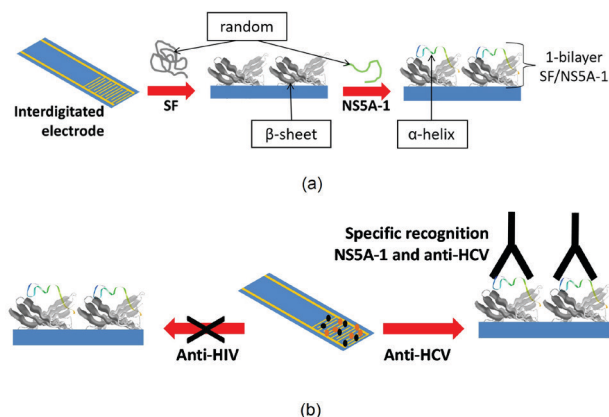 random
1-bilayer
SF/NS5A-1
Interdigitated
electrode
SF
NS5A-1
β-sheet
α-helix
(a)
Specific recognition
NS5A-1 and anti-HCV
Anti-HIV
Anti-HCV
(b)